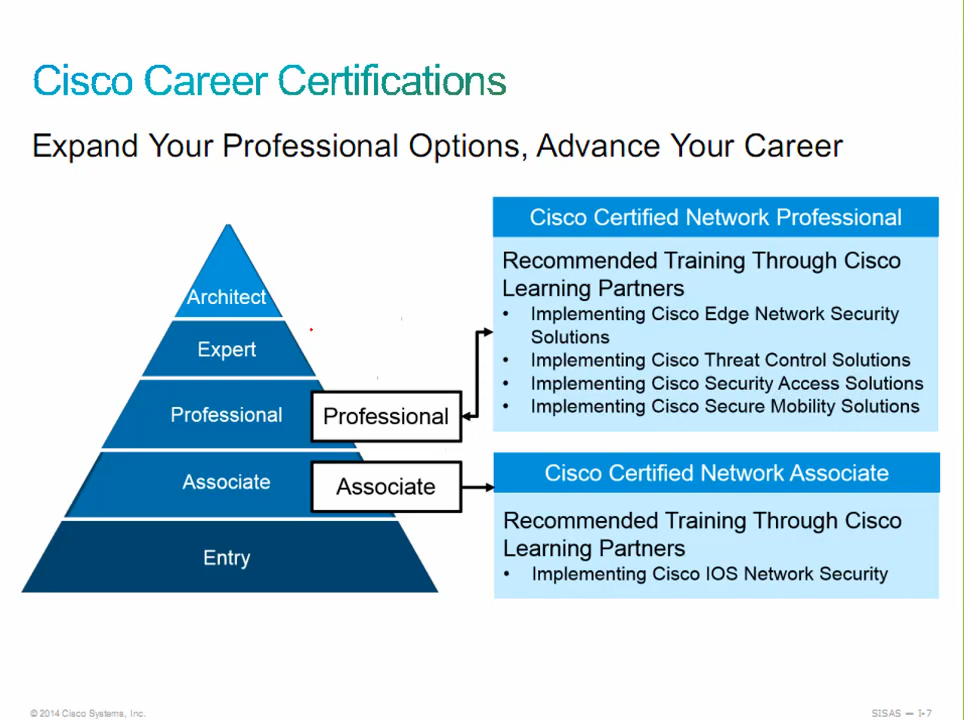 Cisco Career Certifications
Expand Your Professional Options, Advance Your Career
Architect
Expert
Professional
Associate
Entry
Professional
Associate
Cisco Certified Network Professional
Recommended Training Through Cisco
Learning Partners
• Implementing Cisco Edge Network Security
Solutions
• Implementing Cisco Threat Control Solutions
• Implementing Cisco Security Access Solutions
• Implementing Cisco Secure Mobility Solutions
Cisco Certified Network Associate
Recommended Training Through Cisco
Learning Partners
• Implementing Cisco IOS Network Security
© 2014 Cisco Systems, Inc.
SISAS — I-7